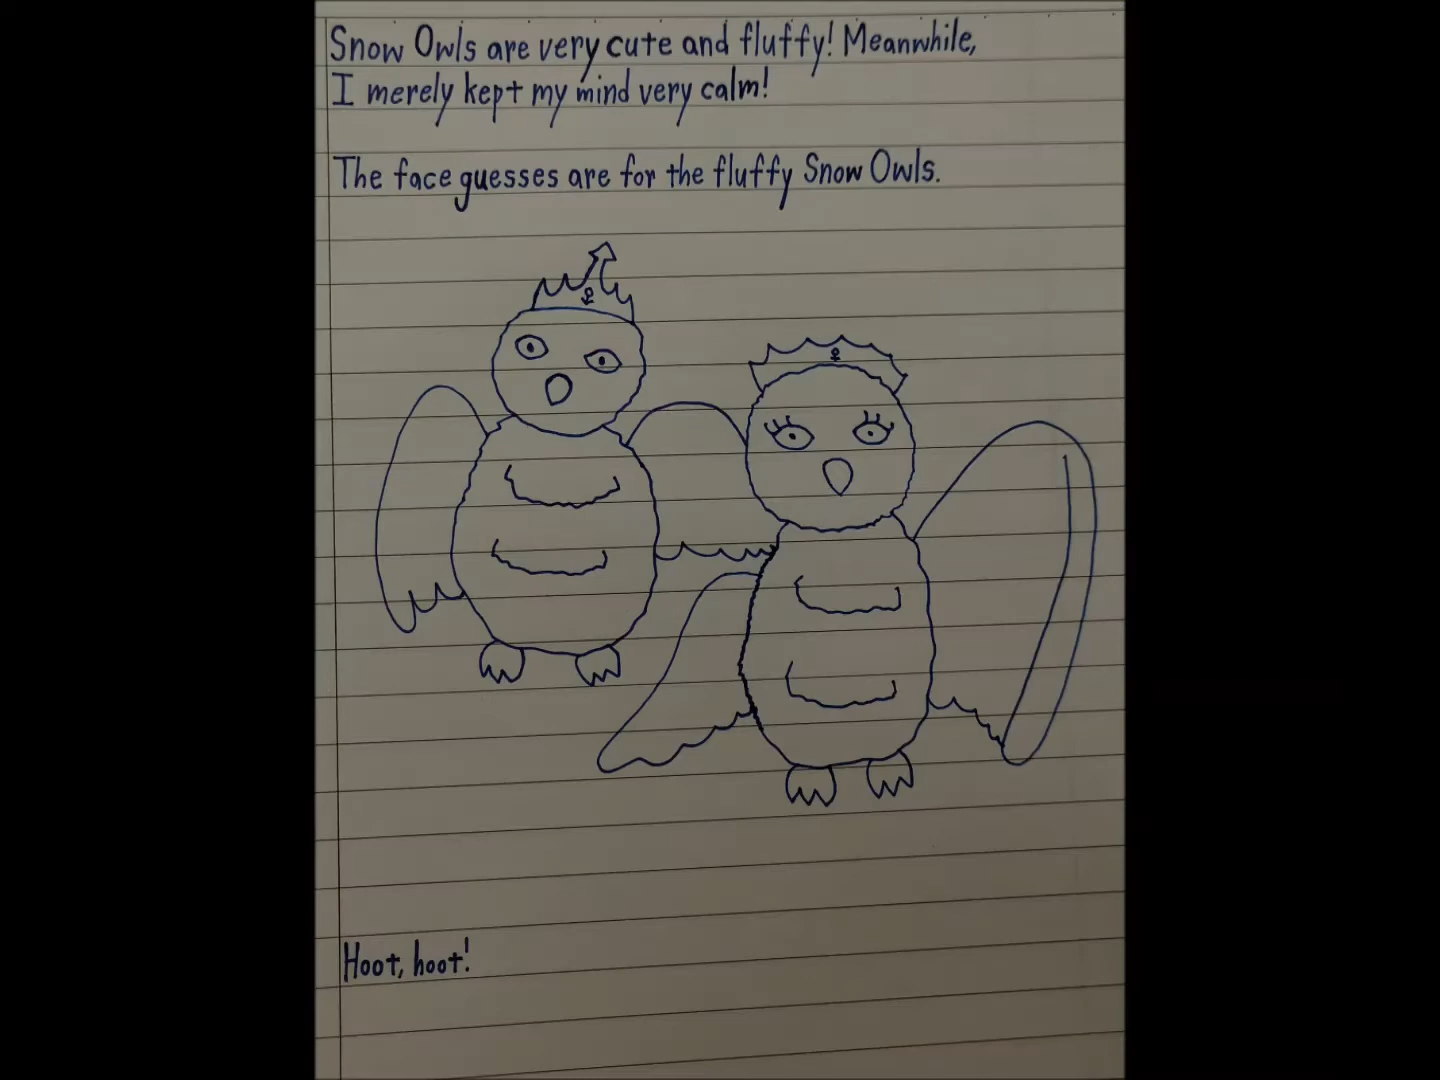 Snow Owls are very cute and fluffy! Meanwhile,
I merely kept my mind very calm!
The face guesses are for the fluffy Snow Owls.
Hoot, hoot!